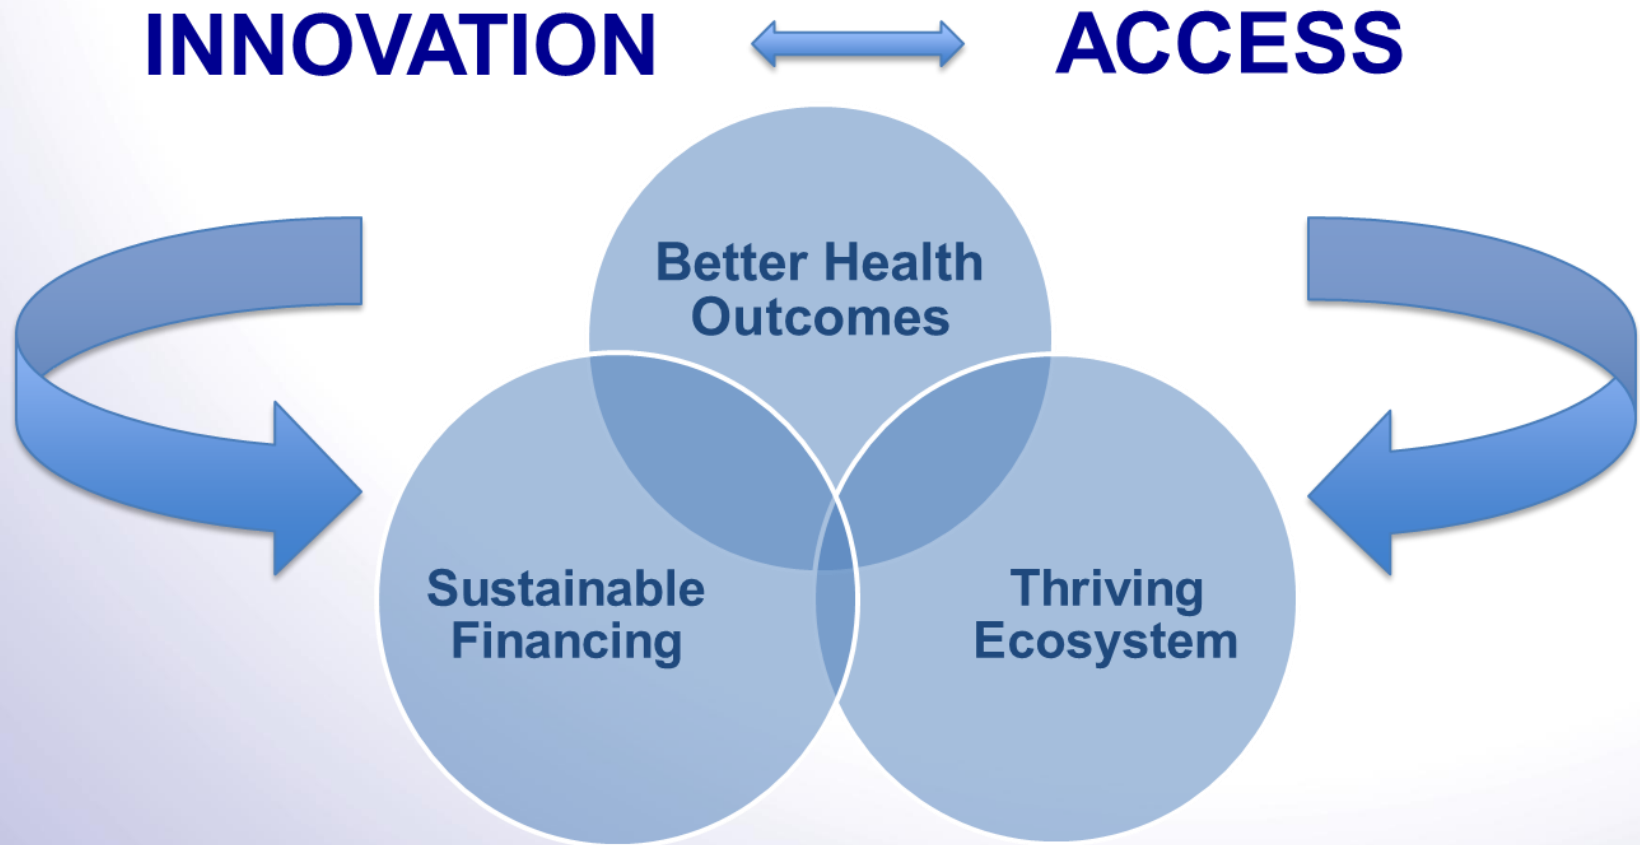 INNOVATION ACCESS
Better Health
Outcomes
Sustainable
Financing
Thriving
Ecosystem